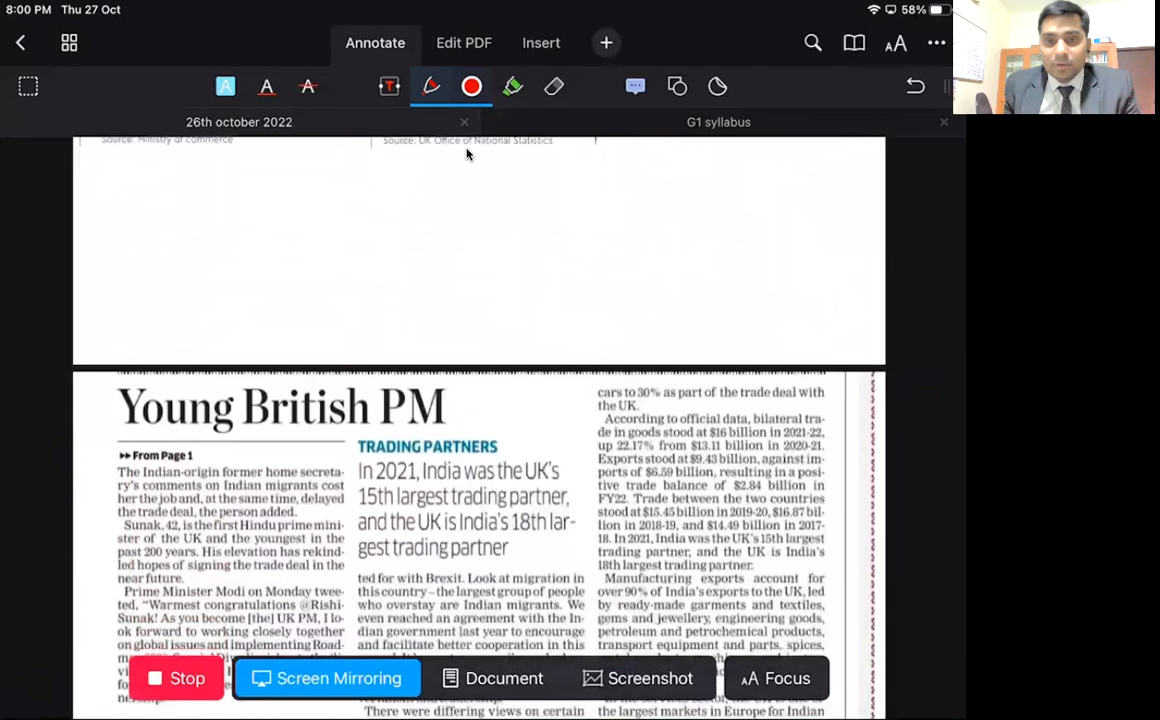 8:00 PM Thu 27 Oct
58%
Annotate
Edit PDF
Insert
26th october 2022
G1 syllabus
Source: Ministry of commerce
Source: UK Office of National Statistics
Young British PM
▸▸From Page 1
The Indian-origin former home secreta-
ry's comments on Indian migrants cost
her the job and, at the same time, delayed
the trade deal, the person added.
Sunak, 42, is the first Hindu prime mini-
ster of the UK and the youngest in the
past 200 years. His elevation has rekind-
led hopes of signing the trade deal in the
near future.
Prime Minister Modi on Monday twee-
ted, "Warmest congratulations @Rishi-
Sunak! As you become [the] UK PM, I lo-
ok forward to working closely together
on global issues and implementing Road-
TRADING PARTNERS
In 2021, India was the UK's
15th largest trading partner,
and the UK is India's 18th lar-
gest trading partner
ted for with Brexit. Look at migration in
this country – the largest group of people
who overstay are Indian migrants. We
even reached an agreement with the In-
dian government last year to encourage
and facilitate better cooperation in this
There were differing views on certain
cars to 30% as part of the trade deal with
the UK.
According to official data, bilateral tra-
de in goods stood at $16 billion in 2021-22,
up 22.17% from $13.11 billion in 2020-21.
Exports stood at $9.43 billion, against im-
ports of $6.59 billion, resulting in a posi-
tive trade balance of $2.84 billion in
FY22. Trade between the two countries
stood at $15.45 billion in 2019-20, $16.87 bil-
lion in 2018-19, and $14.49 billion in 2017-
18. In 2021, India was the UK's 15th largest
trading partner, and the UK is India's
18th largest trading partner.
Manufacturing exports account for
over 90% of India's exports to the UK, led
by ready-made garments and textiles,
gems and jewellery, engineering goods,
petroleum and petrochemical products,
transport equipment and parts, spices,
the largest markets in Europe for Indian
Stop
Screen Mirroring
Document
Screenshot
AA Focus